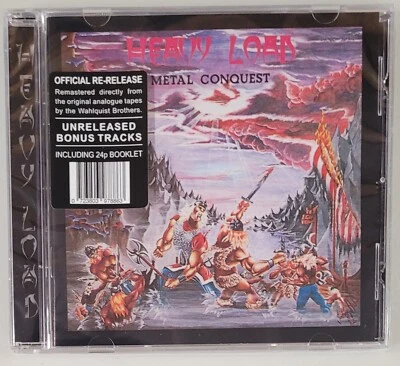 HEAVY LOAD
METAL CONQUEST
OFFICIAL RE-RELEASE
Remastered directly from
the original analogue tapes
by the Wahlquist Brothers.
UNRELEASED
BONUS TRACKS
INCLUDING 24p BOOKLET
HEAVY LOAD